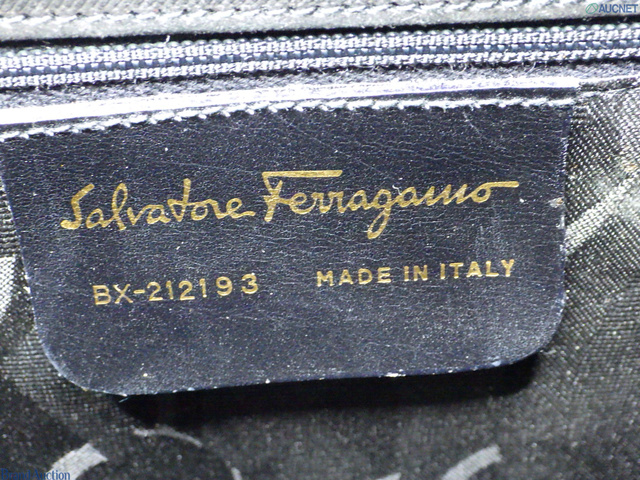 AUCNET
Salvatore Ferragamo
BX-212193 MADE IN ITALY